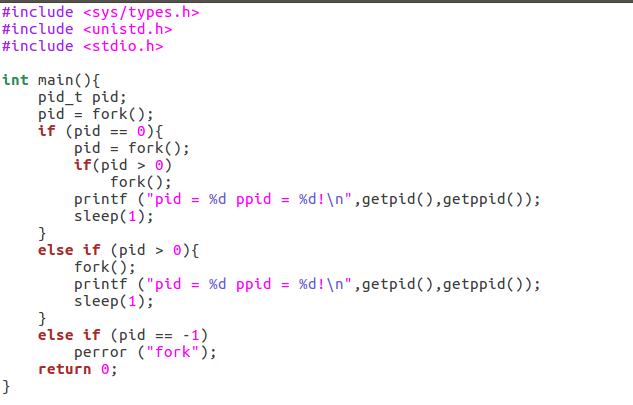 #include <sys/types.h>
#include <unistd.h>
#include <stdio.h>

int main(){
    pid_t pid;
    pid = fork();
    if (pid == 0){
        pid = fork();
        if(pid > 0)
            fork();
        printf ("pid = %d ppid = %d!\n",getpid(),getppid());
        sleep(1);
    }
    else if (pid > 0){
        fork();
        printf ("pid = %d ppid = %d!\n",getpid(),getppid());
        sleep(1);
    }
    else if (pid == -1)
        perror ("fork");
    return 0;
}